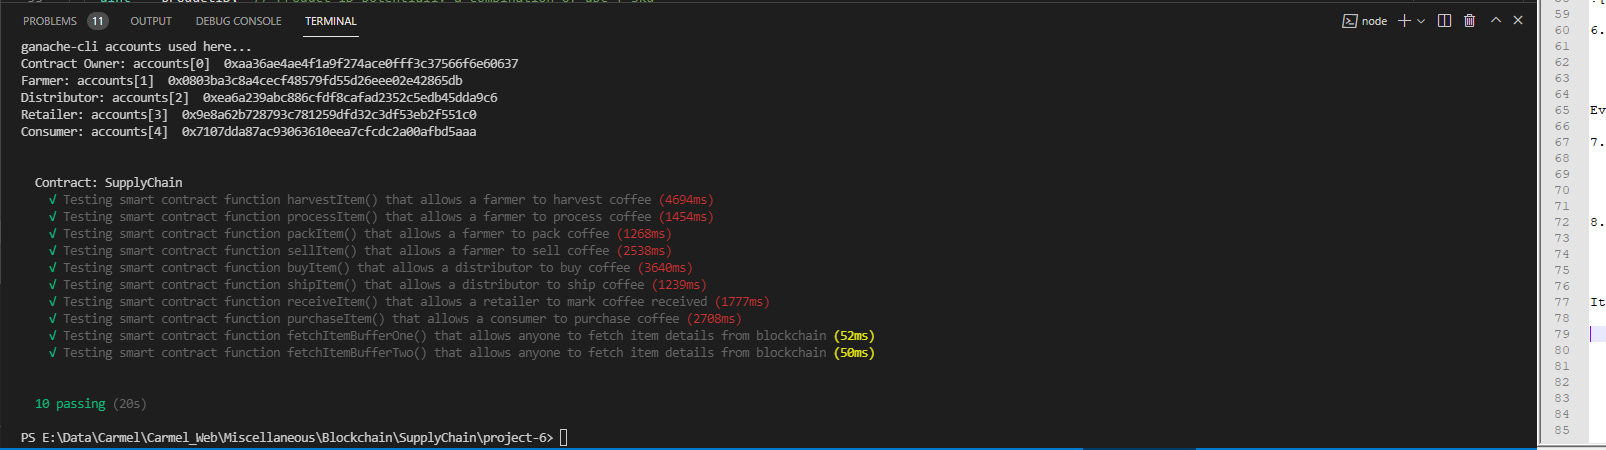 PROBLEMS 11 OUTPUT DEBUG CONSOLE TERMINAL node
ganache-cli accounts used here...
Contract Owner: accounts[0] 0xaa36ae4ae4f1a9f274ace0fff3c37566f6e60637
Farmer: accounts[1] 0x0803ba3c8a4cecf48579fd55d26eee02e42865db
Distributor: accounts[2] 0xea6a239abc886cfdf8cafad2352c5edb45dda9c6
Retailer: accounts[3] 0x9e8a62b728793c781259dfd32c3df53eb2f551c0
Consumer: accounts[4] 0x7107dda87ac93063610eea7cfcdc2a00afbd5aaa
Contract: SupplyChain
√ Testing smart contract function harvestItem() that allows a farmer to harvest coffee (4694ms)
√ Testing smart contract function processItem() that allows a farmer to process coffee (1454ms)
√ Testing smart contract function packItem() that allows a farmer to pack coffee (1268ms)
√ Testing smart contract function sellItem() that allows a farmer to sell coffee (2538ms)
√ Testing smart contract function buyItem() that allows a distributor to buy coffee (3640ms)
√ Testing smart contract function shipItem() that allows a distributor to ship coffee (1239ms)
√ Testing smart contract function receiveItem() that allows a retailer to mark coffee received (1777ms)
√ Testing smart contract function purchaseItem() that allows a consumer to purchase coffee (2708ms)
√ Testing smart contract function fetchItemBufferOne() that allows anyone to fetch item details from blockchain (52ms)
√ Testing smart contract function fetchItemBufferTwo() that allows anyone to fetch item details from blockchain (50ms)
10 passing (20s)
PS E:\Data\Carmel\Carmel_Web\Miscellaneous\Blockchain\SupplyChain\project-6>
59
60 6.
61
62
63
64
65 Ev
66
67 7.
68
69
70
71
72 8.
73
74
75
76
77 It
78
79
80
81
82
83
84
85